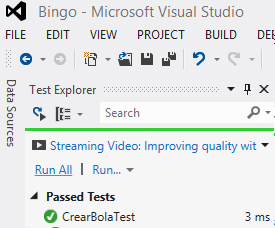 Bingo - Microsoft Visual Studio
FILE EDIT VIEW PROJECT BUILD
Data Sources
Test Explorer
Search
Streaming Video: Improving quality wit
Run All | Run...
Passed Tests
CrearBolaTest 3 ms